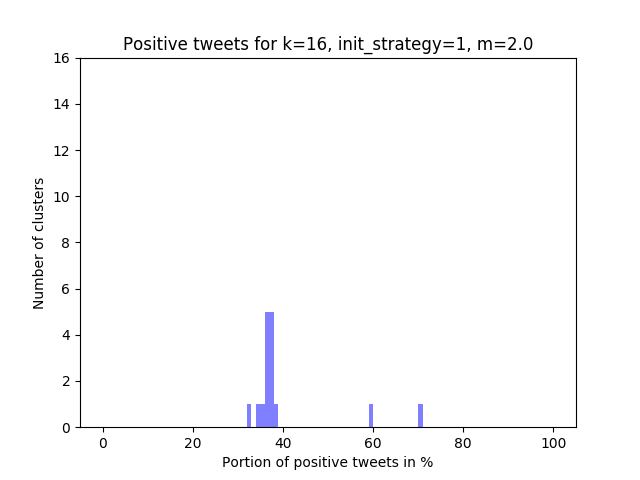 Positive tweets for k=16, init_strategy=1, m=2.0
16
14
12
10
8
6
4
2
0
Number of clusters
0 20 40 60 80 100
Portion of positive tweets in %